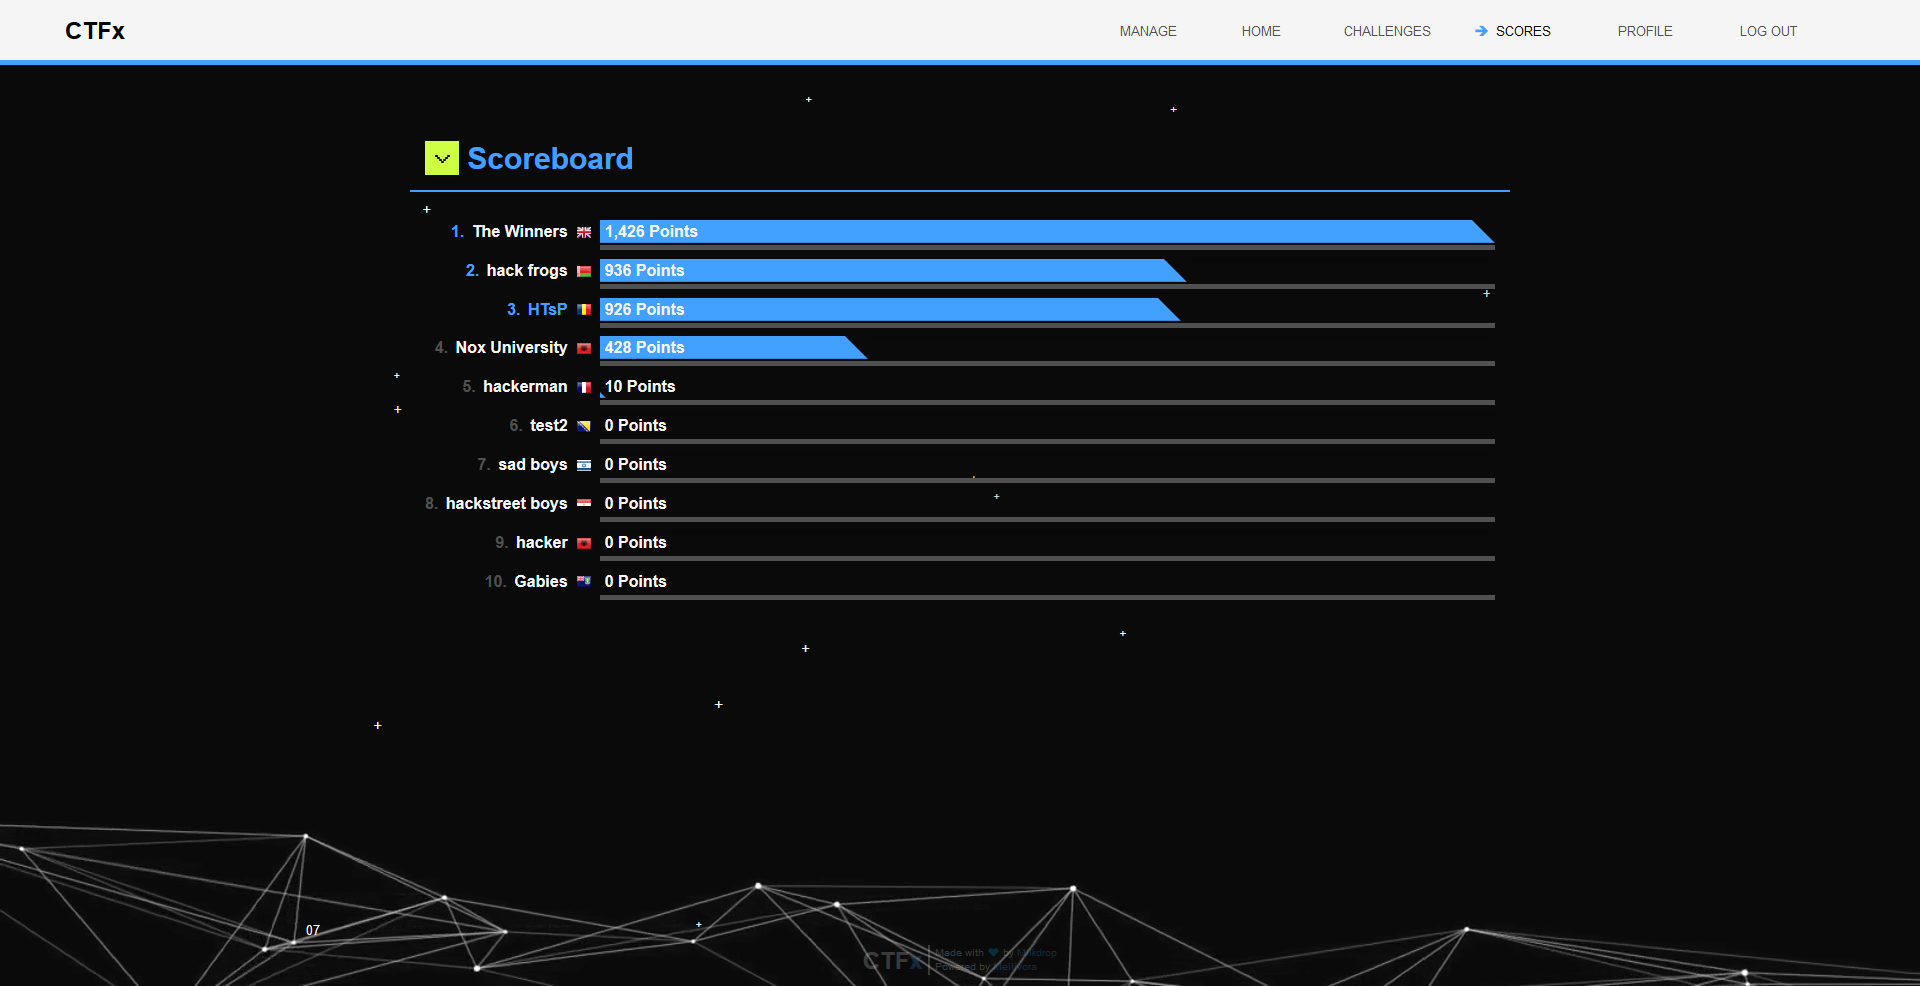 CTFx
MANAGE HOME CHALLENGES SCORES PROFILE LOG OUT
Scoreboard
1. The Winners 1,426 Points
2. hack frogs 936 Points
3. HTsP 926 Points
4. Nox University 428 Points
5. hackerman 10 Points
6. test2 0 Points
7. sad boys 0 Points
8. hackstreet boys 0 Points
9. hacker 0 Points
10. Gabies 0 Points
07
CTFx
Made with by Milkdrop
Powered by Mellivora